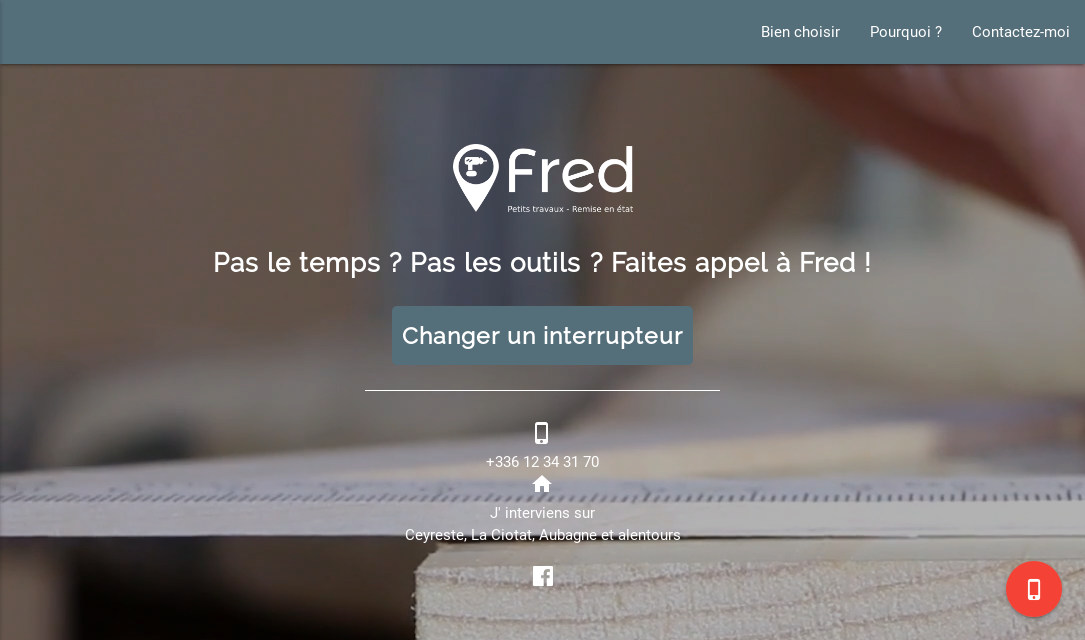 Bien choisir
Pourquoi ?
Contactez-moi
Fred
Petits travaux - Remise en état
Pas le temps ? Pas les outils ? Faites appel à Fred !
Changer un interrupteur
+336 12 34 31 70
J' interviens sur
Ceyreste, La Ciotat, Aubagne et alentours